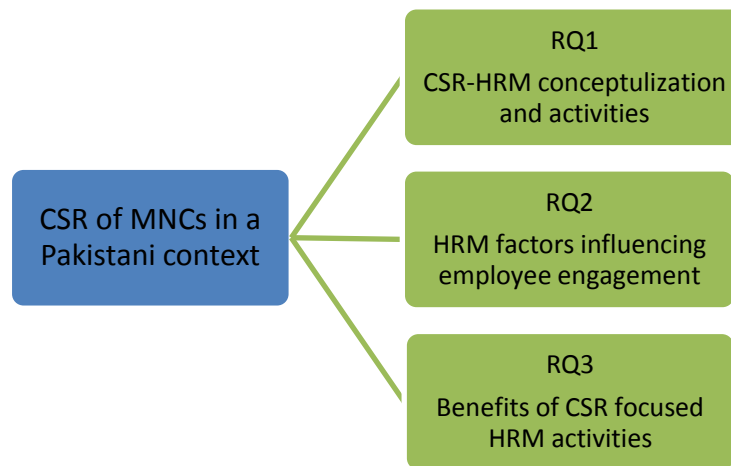 RQ1
CSR-HRM conceptulization
and activities
CSR of MNCs in a
Pakistani context
RQ2
HRM factors influencing
employee engagement
RQ3
Benefits of CSR focused
HRM activities